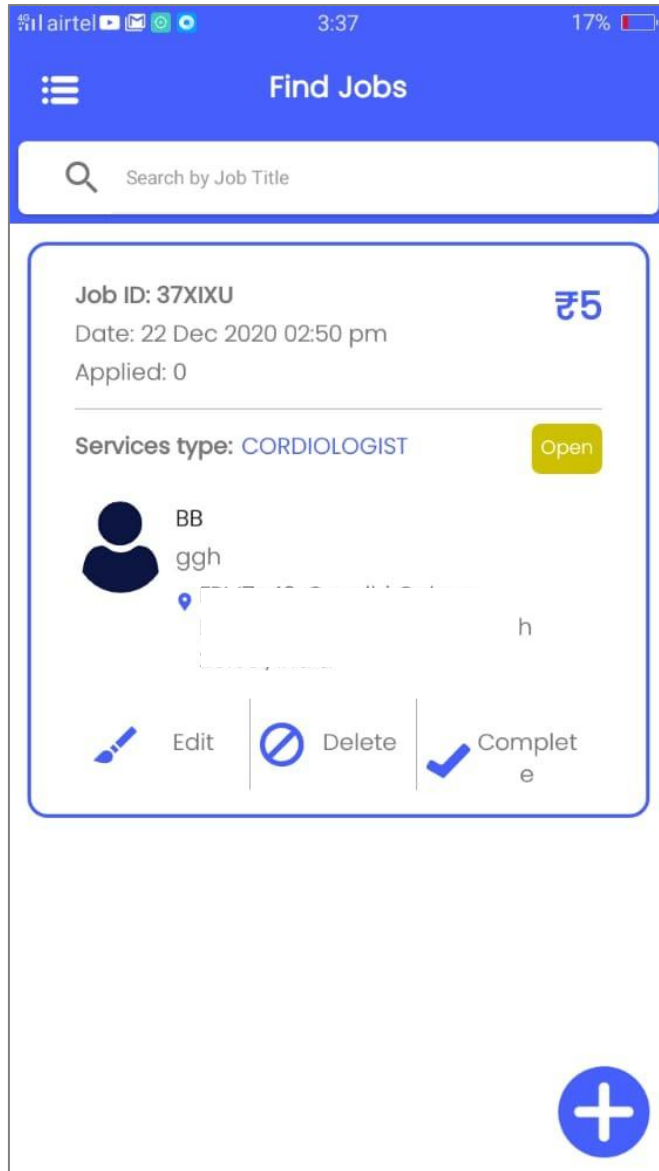 4G airtel 3:37 17%
Find Jobs
Search by Job Title
Job ID: 37XIXU ₹5
Date: 22 Dec 2020 02:50 pm
Applied: 0
Services type: CORDIOLOGIST Open
BB
ggh
h
Edit Delete Complet
e